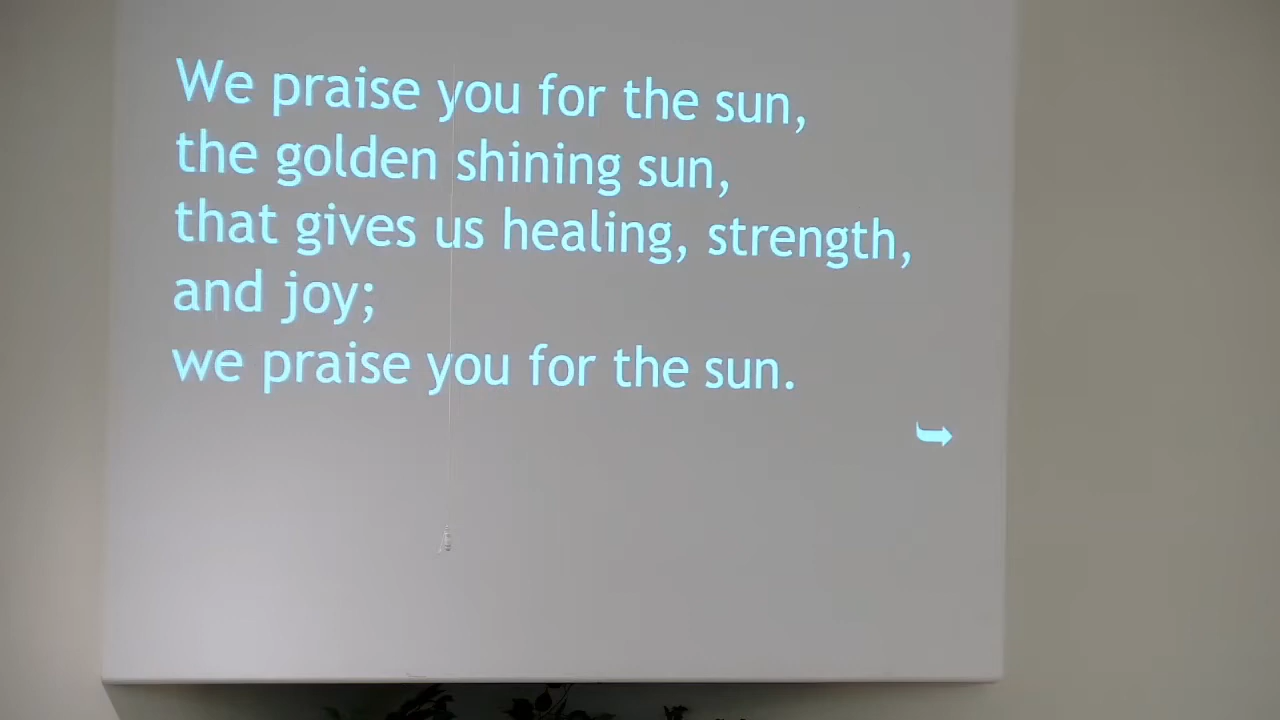 We praise you for the sun,
the golden shining sun,
that gives us healing, strength,
and joy;
we praise you for the sun.